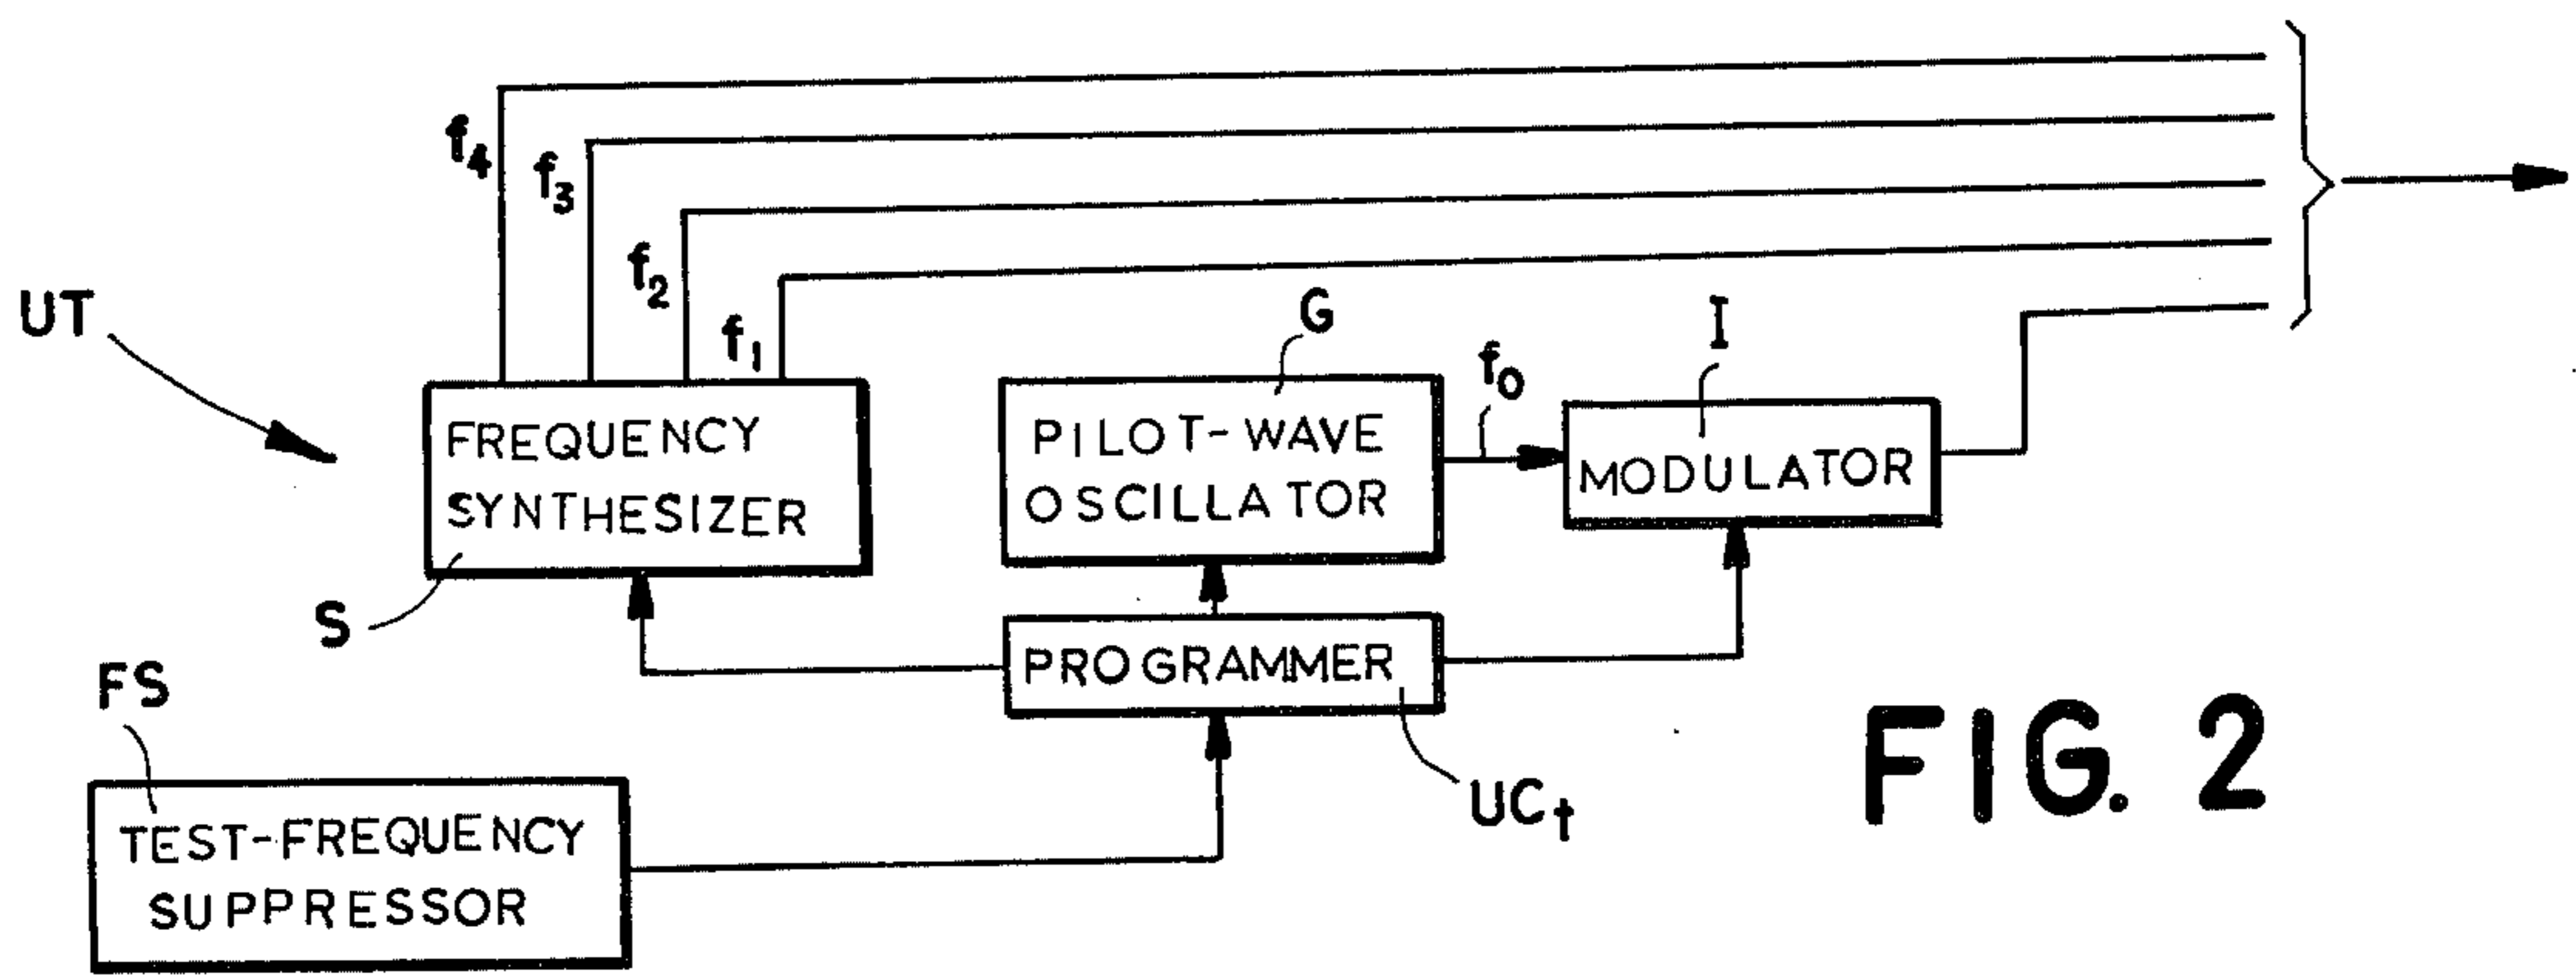 f4
f3
f2
f1
UT
G
I
f0
FREQUENCY
SYNTHESIZER
PILOT-WAVE
OSCILLATOR
MODULATOR
S
PROGRAMMER
FS
UCt
FIG. 2
TEST-FREQUENCY
SUPPRESSOR